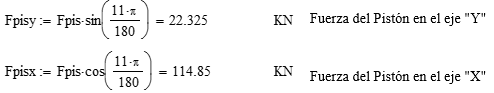 Fpisy := Fpis·sin(11·π/180) = 22.325 KN Fuerza del Pistón en el eje "Y"
Fpisx := Fpis·cos(11·π/180) = 114.85 KN Fuerza del Pistón en el eje "X"